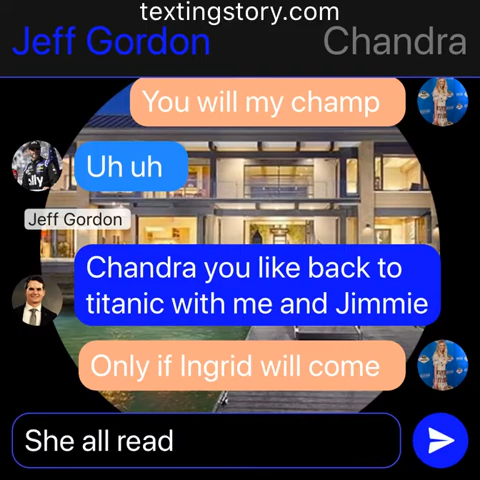 textingstory.com
Jeff Gordon Chandra
You will my champ
ally
Uh uh
Jeff Gordon
Chandra you like back to
titanic with me and Jimmie
Only if Ingrid will come
She all read